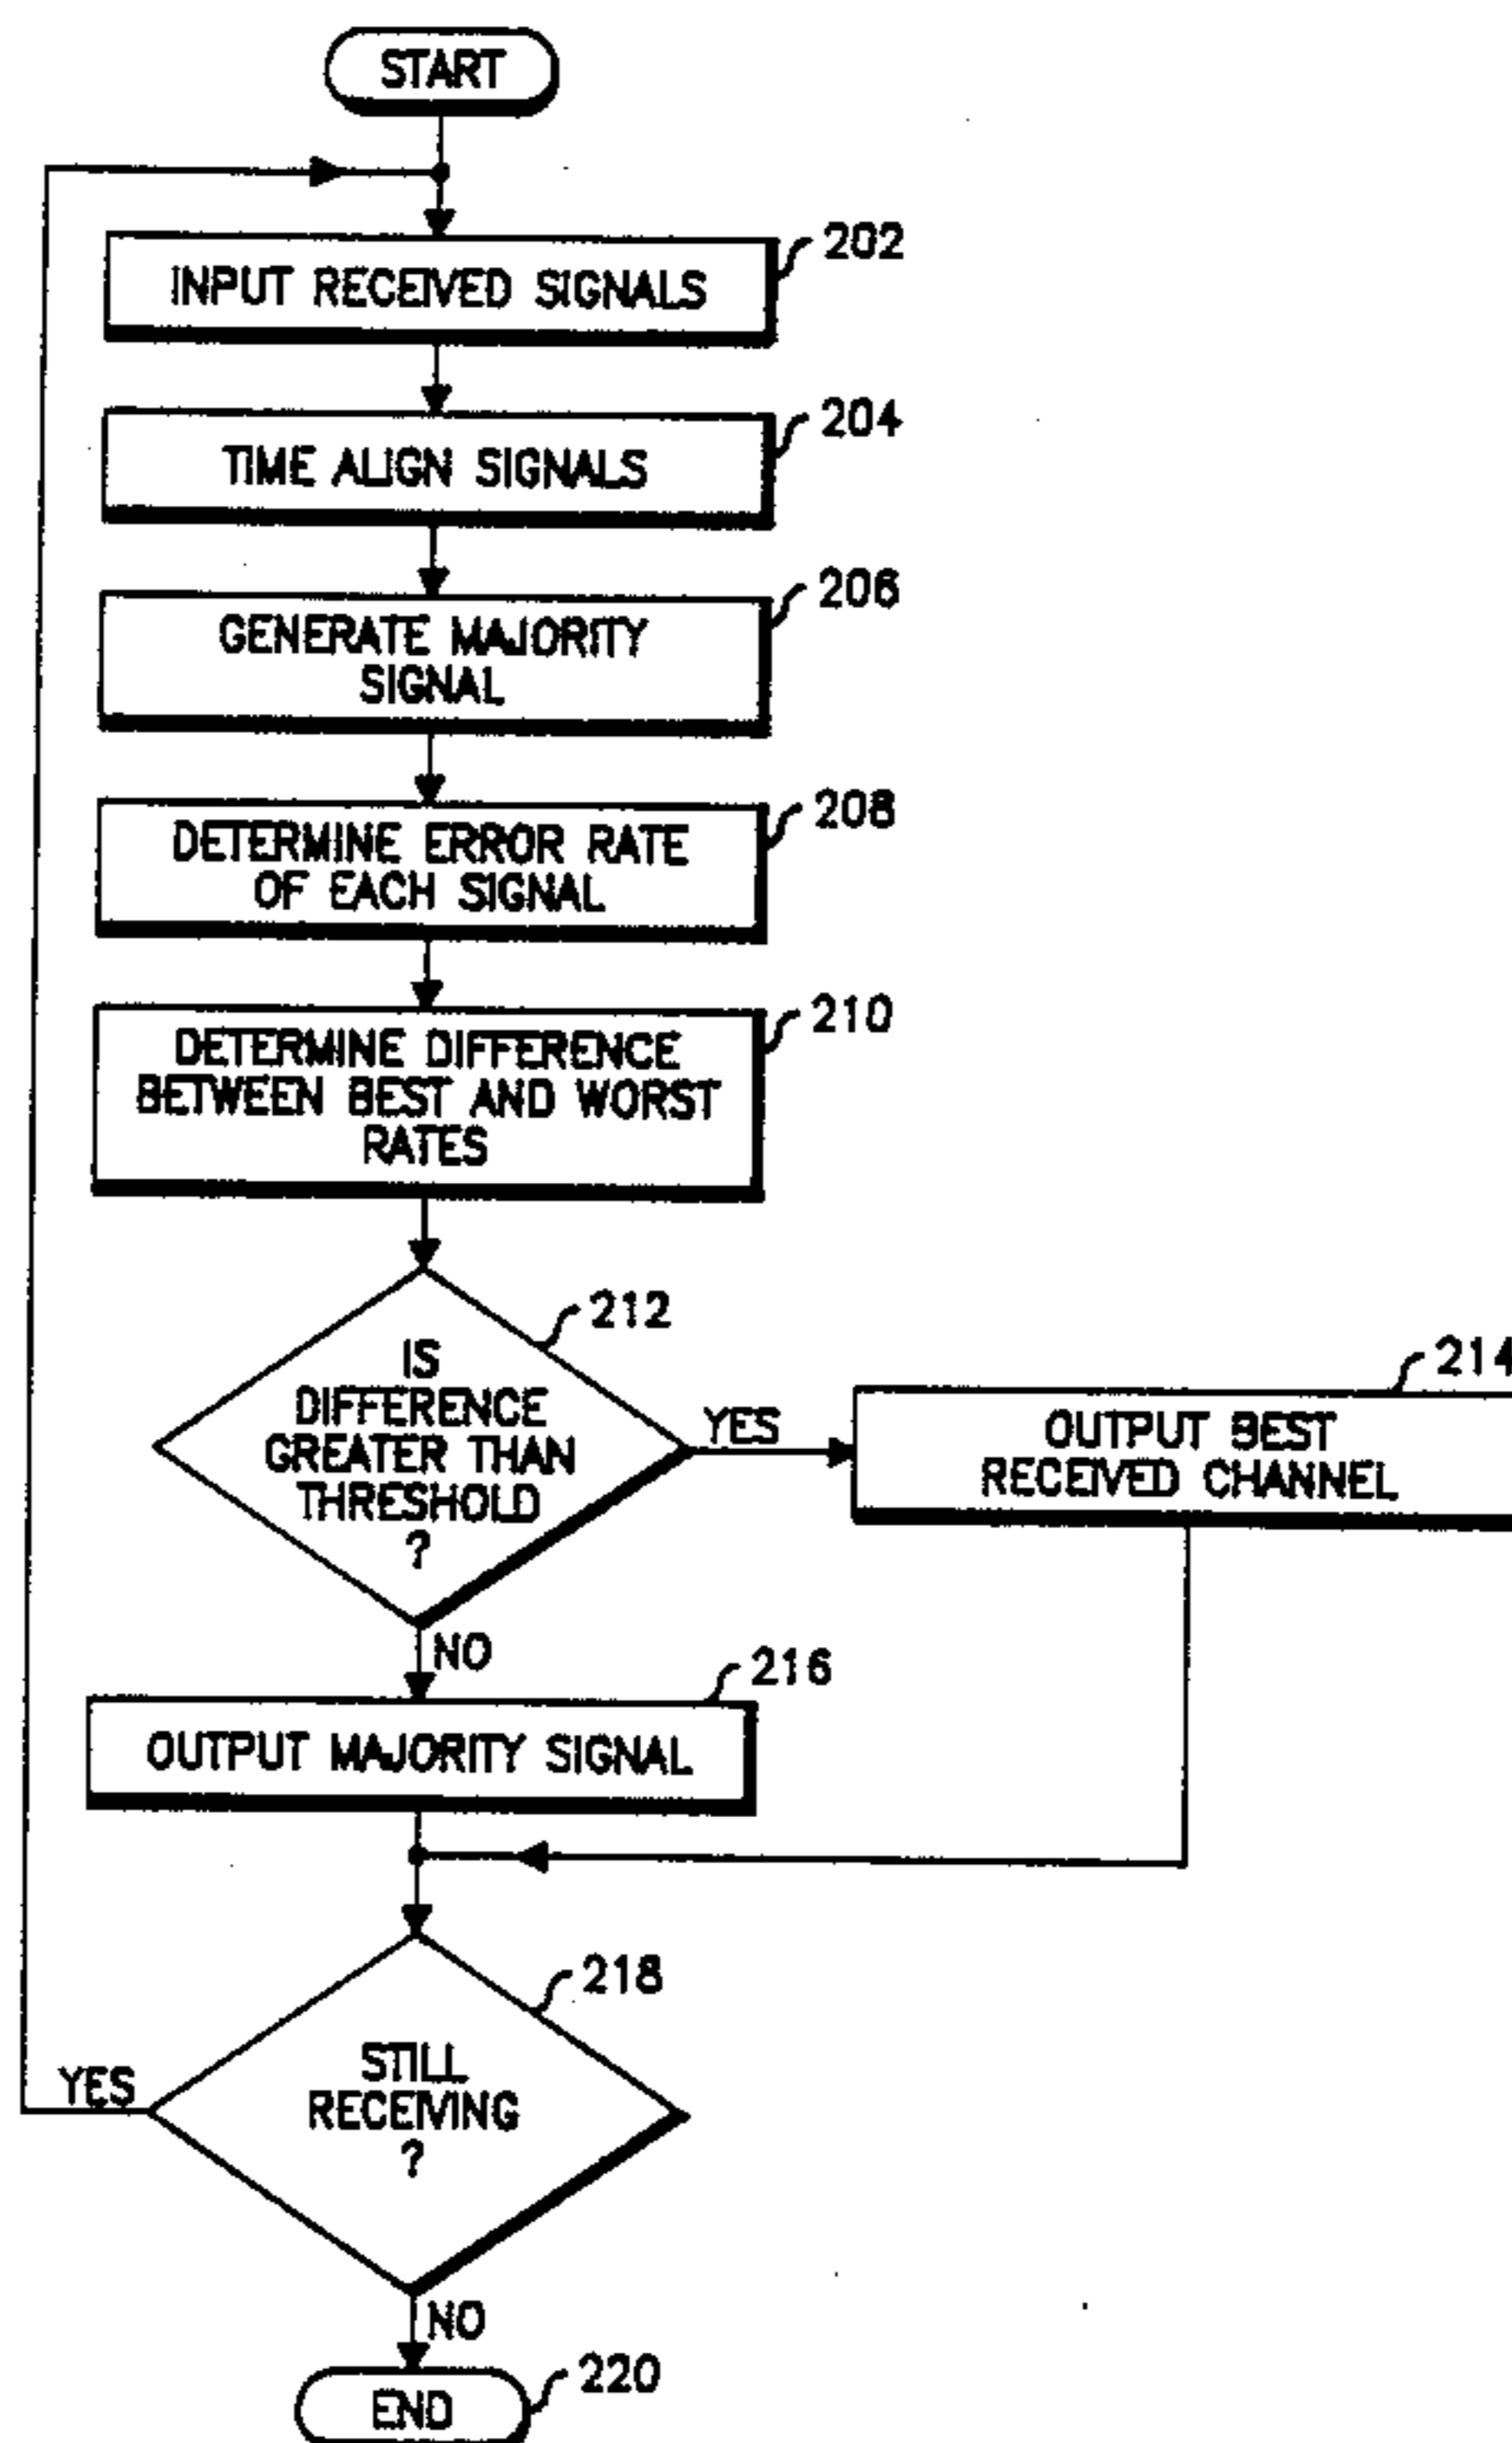 START
202
INPUT RECEIVED SIGNALS
204
TIME ALIGN SIGNALS
206
GENERATE MAJORITY
SIGNAL
208
DETERMINE ERROR RATE
OF EACH SIGNAL
210
DETERMINE DIFFERENCE
BETWEEN BEST AND WORST
RATES
212
IS
DIFFERENCE
GREATER THAN
THRESHOLD
?
YES
214
OUTPUT BEST
RECEIVED CHANNEL
NO
216
OUTPUT MAJORITY SIGNAL
218
STILL
RECEIVING
?
YES
NO
220
END